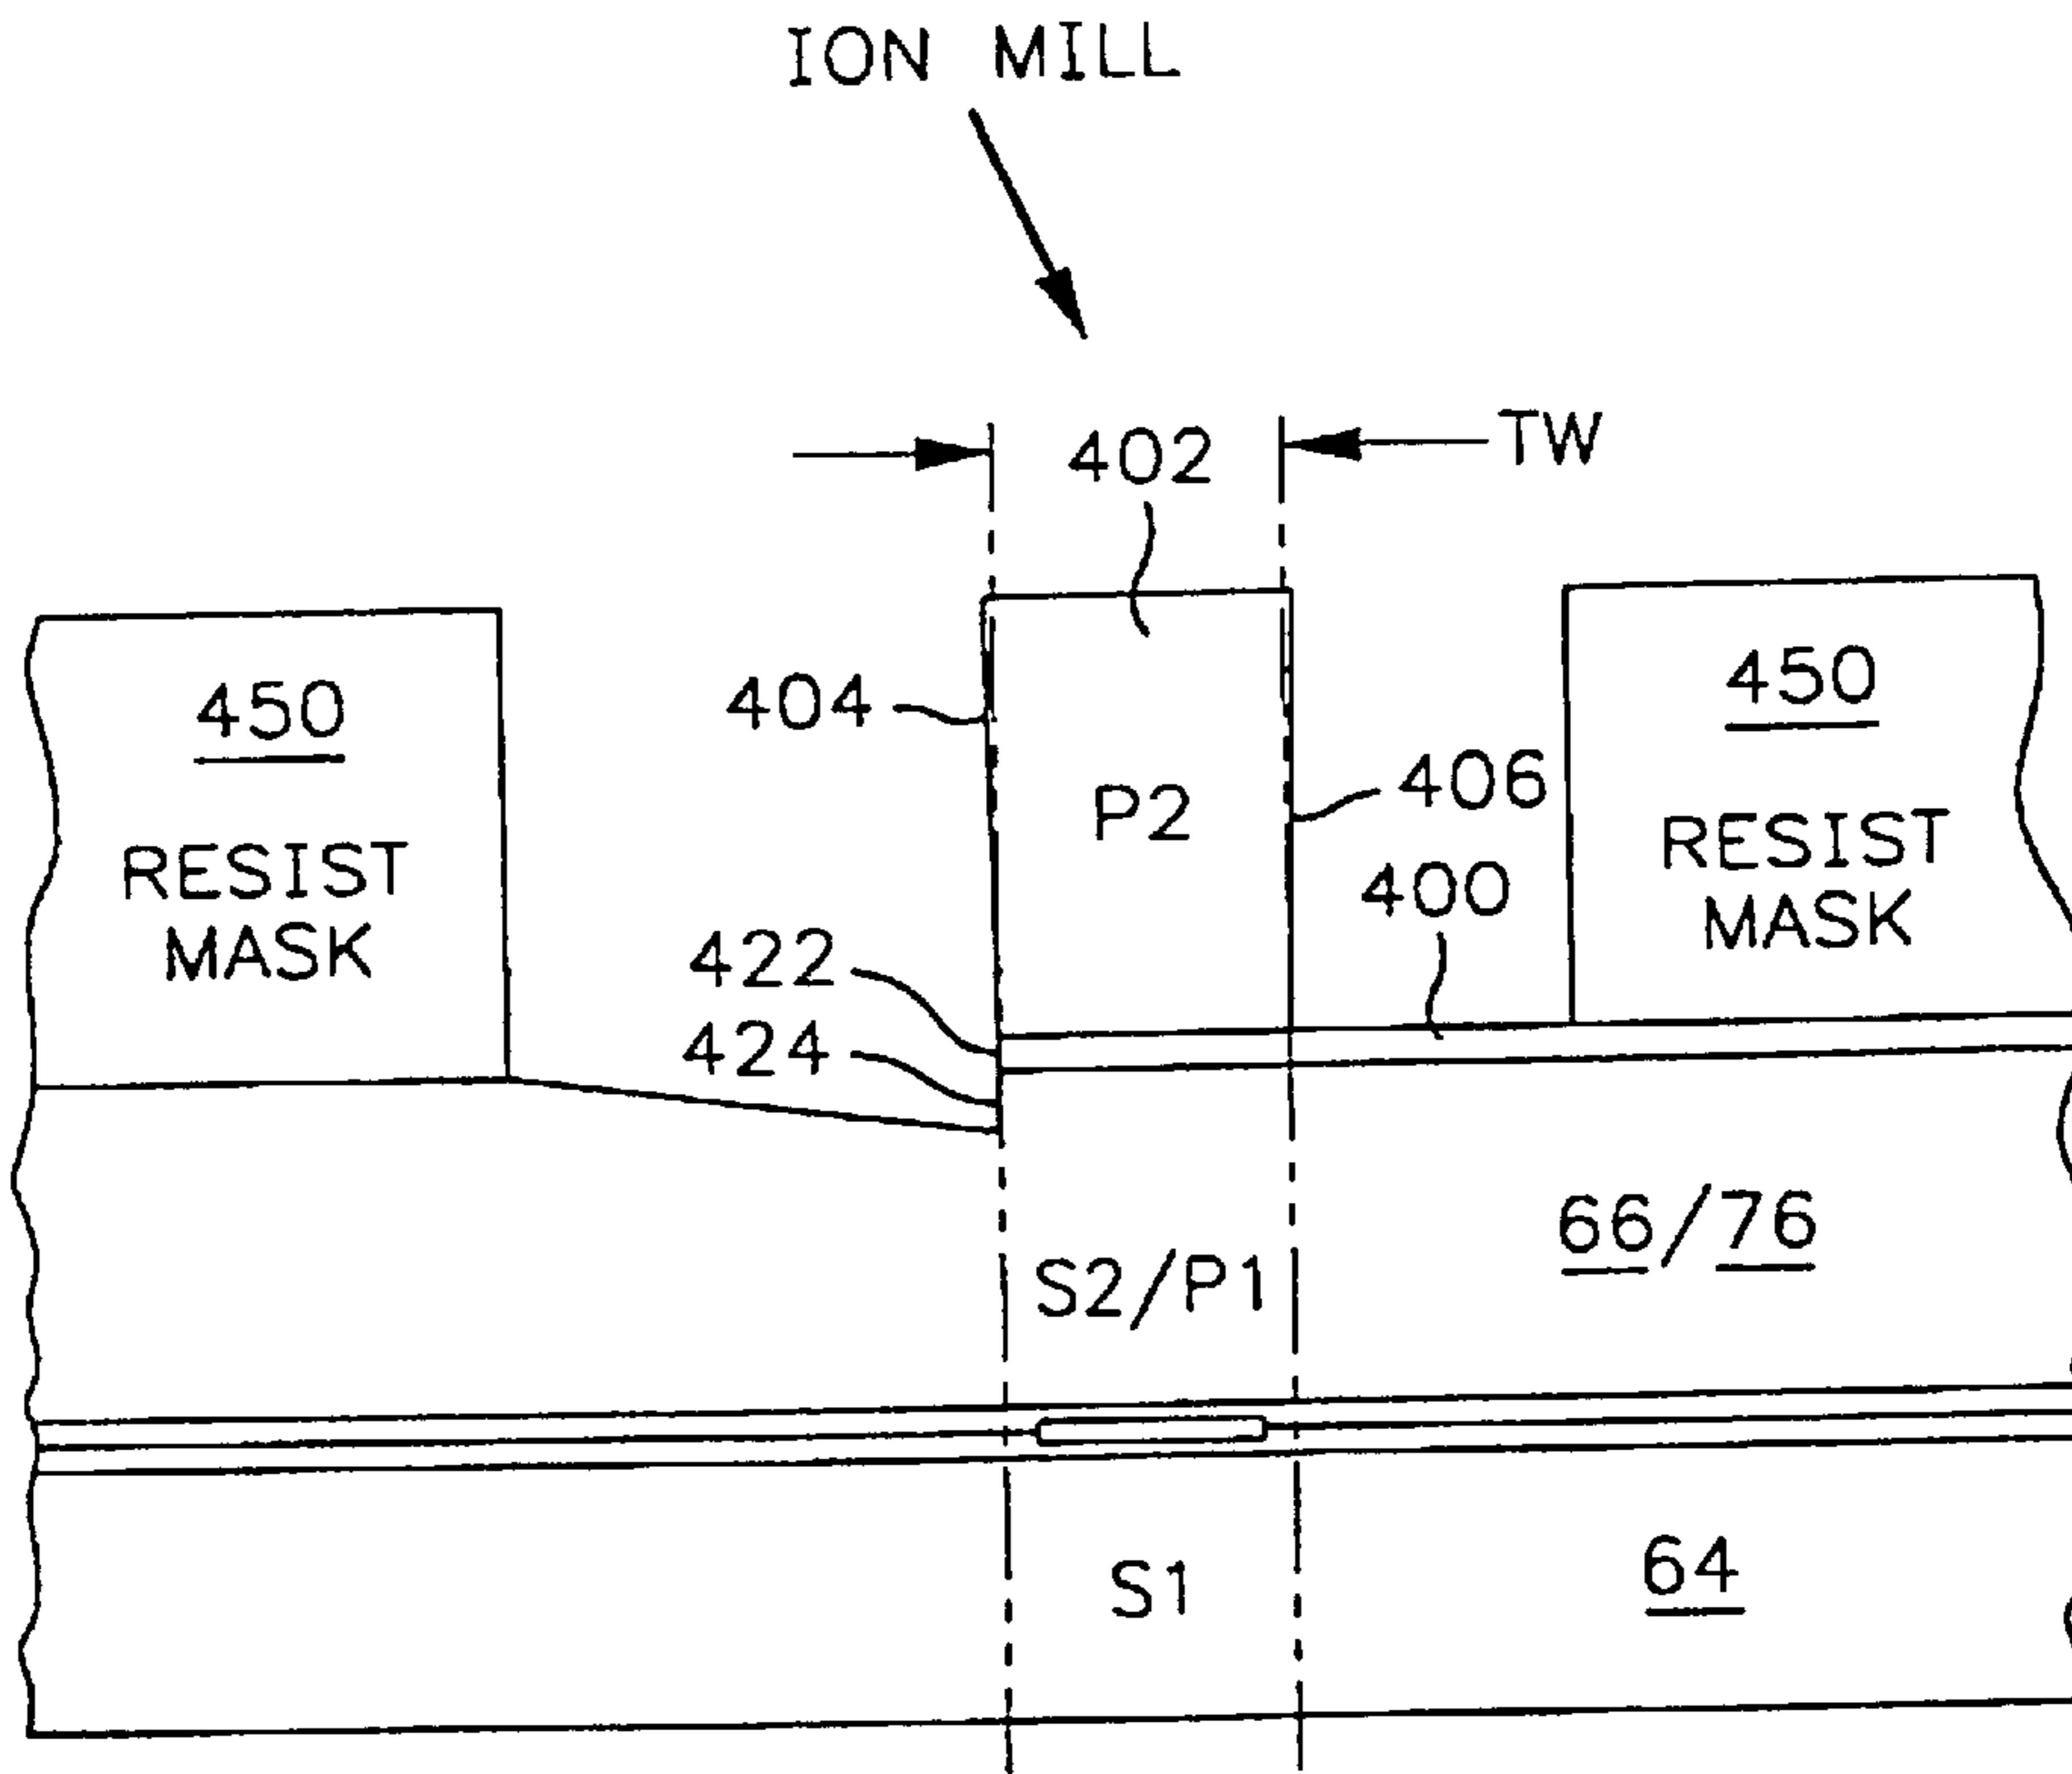 ION MILL
TW
402
450
RESIST
MASK
404
P2
406
400
450
RESIST
MASK
422
424
66/76
S2/P1
S1
64